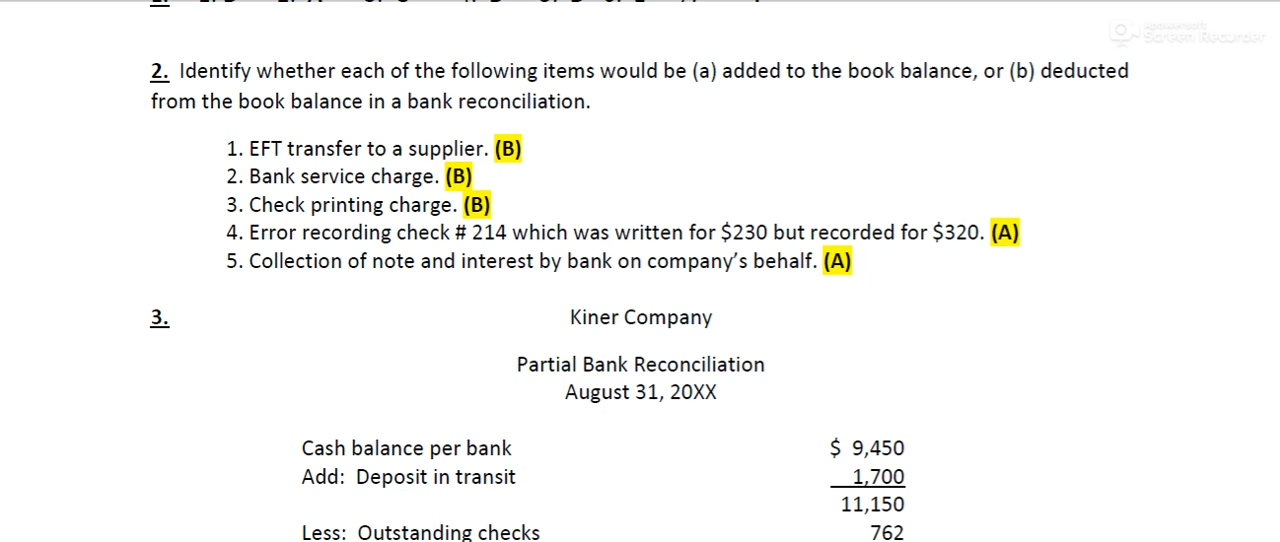 Apowersoft
Screen Recorder
2. Identify whether each of the following items would be (a) added to the book balance, or (b) deducted
from the book balance in a bank reconciliation.
1. EFT transfer to a supplier. (B)
2. Bank service charge. (B)
3. Check printing charge. (B)
4. Error recording check # 214 which was written for $230 but recorded for $320. (A)
5. Collection of note and interest by bank on company’s behalf. (A)
3. Kiner Company
Partial Bank Reconciliation
August 31, 20XX
Cash balance per bank $ 9,450
Add: Deposit in transit 1,700
11,150
Less: Outstanding checks 762